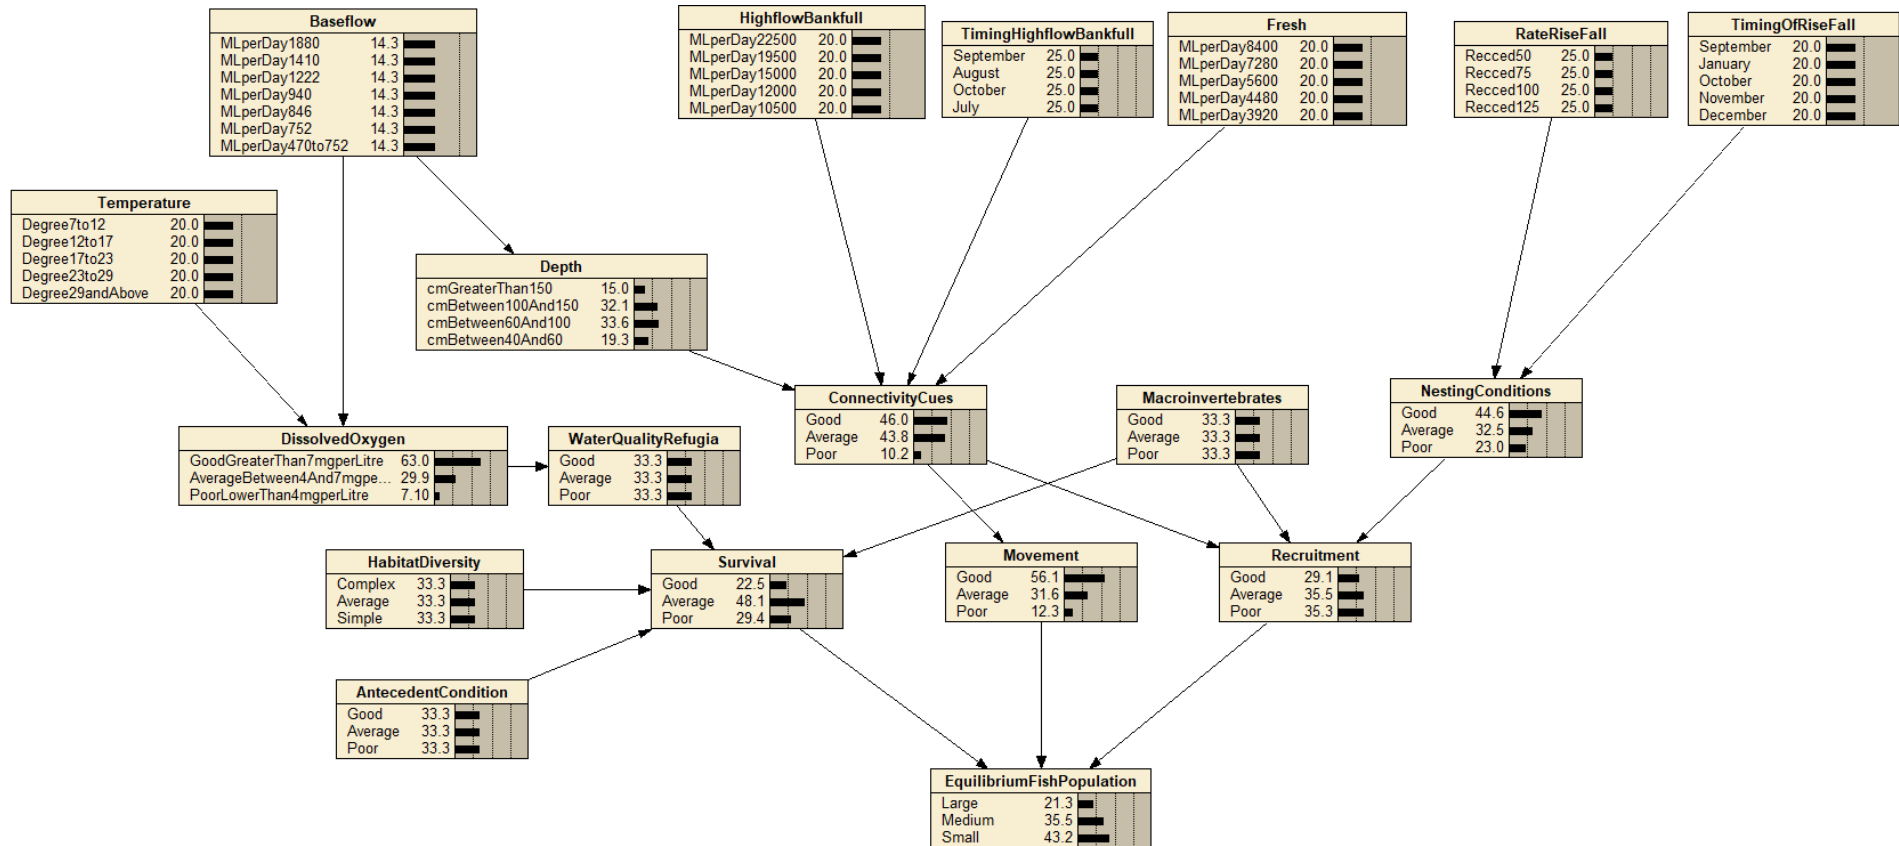 Baseflow
MLperDay1880 14.3
MLperDay1410 14.3
MLperDay1222 14.3
MLperDay940 14.3
MLperDay846 14.3
MLperDay752 14.3
MLperDay470to752 14.3
HighflowBankfull
MLperDay22500 20.0
MLperDay19500 20.0
MLperDay15000 20.0
MLperDay12000 20.0
MLperDay10500 20.0
TimingHighflowBankfull
September 25.0
August 25.0
October 25.0
July 25.0
Fresh
MLperDay8400 20.0
MLperDay7280 20.0
MLperDay5600 20.0
MLperDay4480 20.0
MLperDay3920 20.0
RateRiseFall
Recced50 25.0
Recced75 25.0
Recced100 25.0
Recced125 25.0
TimingOfRiseFall
September 20.0
January 20.0
October 20.0
November 20.0
December 20.0
Temperature
Degree7to12 20.0
Degree12to17 20.0
Degree17to23 20.0
Degree23to29 20.0
Degree29andAbove 20.0
Depth
cmGreaterThan150 15.0
cmBetween100And150 32.1
cmBetween60And100 33.6
cmBetween40And60 19.3
ConnectivityCues
Good 46.0
Average 43.8
Poor 10.2
Macroinvertebrates
Good 33.3
Average 33.3
Poor 33.3
NestingConditions
Good 44.6
Average 32.5
Poor 23.0
DissolvedOxygen
GoodGreaterThan7mgperLitre 63.0
AverageBetween4And7mgpe... 29.9
PoorLowerThan4mgperLitre 7.10
WaterQualityRefugia
Good 33.3
Average 33.3
Poor 33.3
HabitatDiversity
Complex 33.3
Average 33.3
Simple 33.3
Survival
Good 22.5
Average 48.1
Poor 29.4
Movement
Good 56.1
Average 31.6
Poor 12.3
Recruitment
Good 29.1
Average 35.5
Poor 35.3
AntecedentCondition
Good 33.3
Average 33.3
Poor 33.3
EquilibriumFishPopulation
Large 21.3
Medium 35.5
Small 43.2